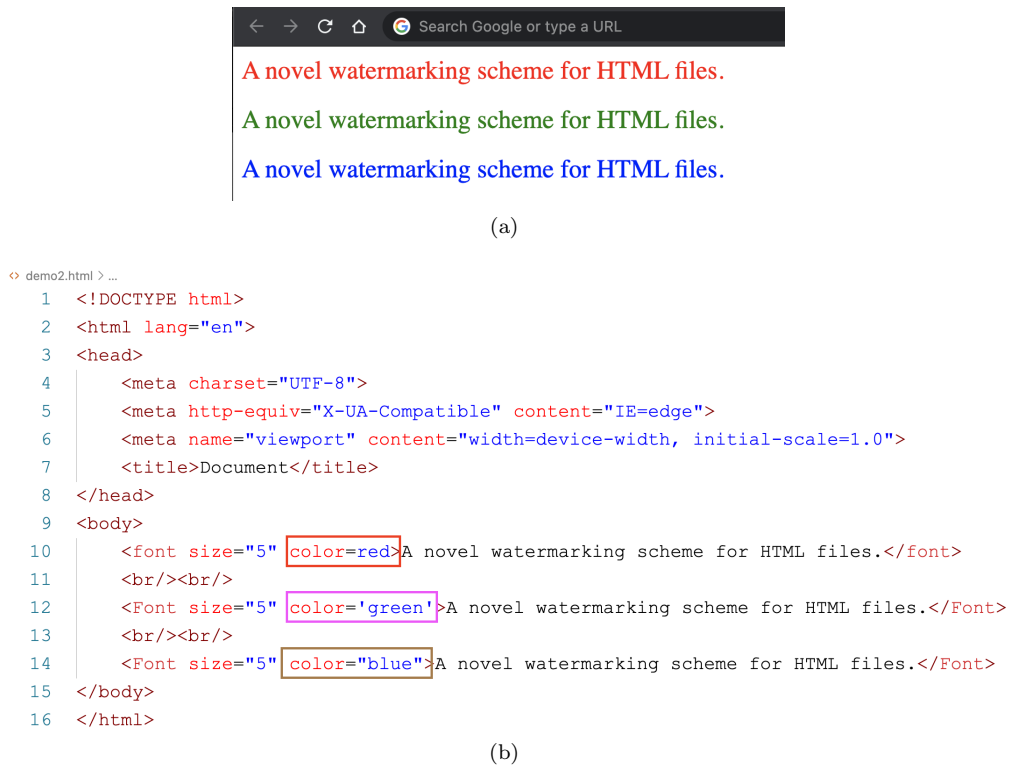 Search Google or type a URL
A novel watermarking scheme for HTML files.
A novel watermarking scheme for HTML files.
A novel watermarking scheme for HTML files.
(a)
<> demo2.html > ...
1 <!DOCTYPE html>
2 <html lang="en">
3 <head>
4 <meta charset="UTF-8">
5 <meta http-equiv="X-UA-Compatible" content="IE=edge">
6 <meta name="viewport" content="width=device-width, initial-scale=1.0">
7 <title>Document</title>
8 </head>
9 <body>
10 <font size="5" color=red>A novel watermarking scheme for HTML files.</font>
11 <br/><br/>
12 <Font size="5" color='green'>A novel watermarking scheme for HTML files.</Font>
13 <br/><br/>
14 <Font size="5" color="blue">A novel watermarking scheme for HTML files.</Font>
15 </body>
16 </html>
(b)